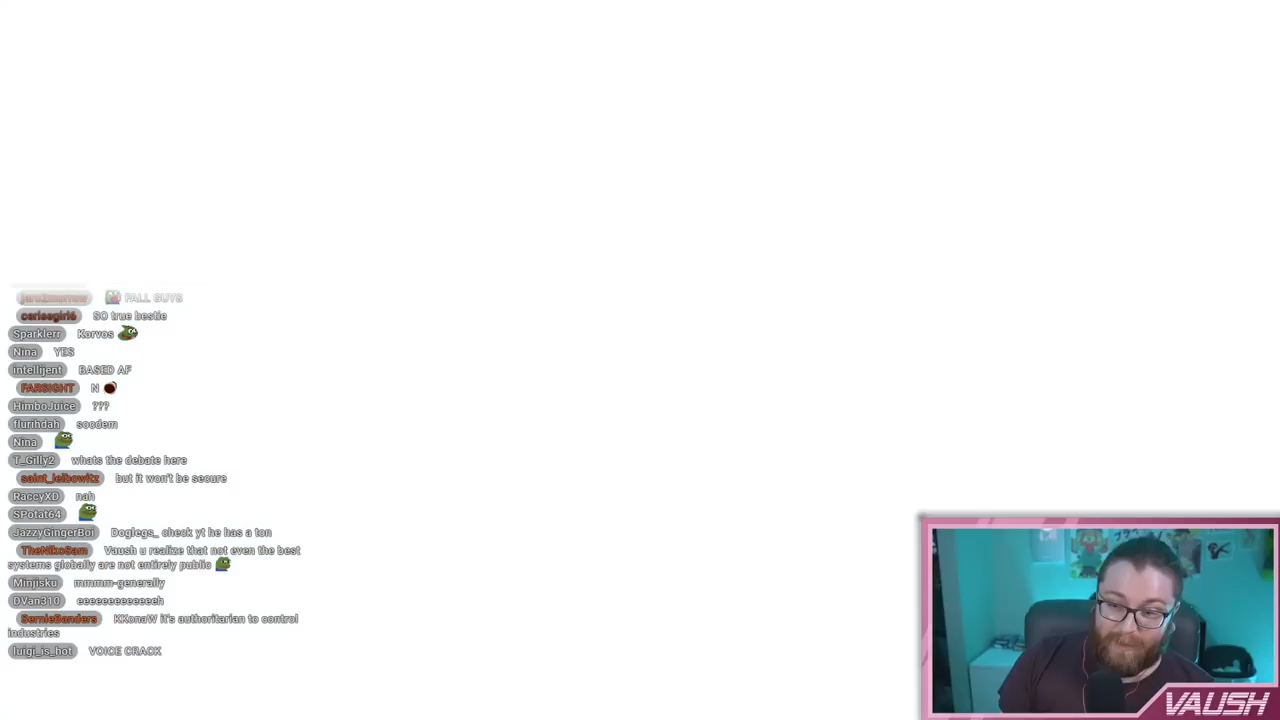 FALL GUYS
carlsagirl6 SO true bestie
Sparklerr Korvos
Nina YES
intellijent BASED AF
FARSIGHT N
HimboJuice ???
flurihdah socdem
Nina
T_Gilly2 whats the debate here
saint_leibowitz but it won't be secure
RaccyXD nah
SPotat64
JazzyGingerBoi Doglegs_ check yt he has a ton
TheNikoSam Vaush u realize that not even the best
systems globally are not entirely public
Minjisku mmmm-generally
DVan310 eeeeeeeeeeeeh
SernieBanders KKonaW it's authoritarian to control
industries
luigi_is_hot VOICE CRACK
VAUSH